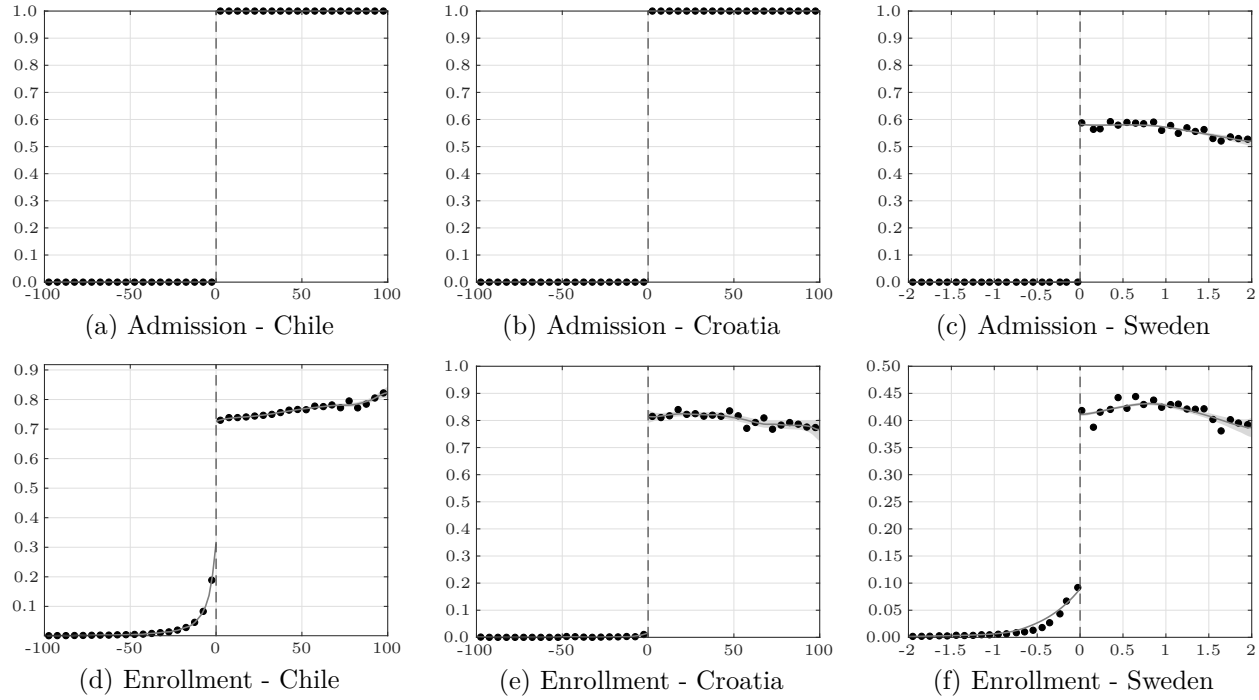 1.0 1.0 1.0
0.9 0.9 0.9
0.8 0.8 0.8
0.7 0.7 0.7
0.6 0.6 0.6
0.5 0.5 0.5
0.4 0.4 0.4
0.3 0.3 0.3
0.2 0.2 0.2
0.1 0.1 0.1
0.0 0.0 0.0
-100 -50 0 50 100 -100 -50 0 50 100 -2 -1.5 -1 -0.5 0 0.5 1 1.5 2
(a) Admission - Chile (b) Admission - Croatia (c) Admission - Sweden
0.9
0.8
0.7
0.6
0.5
0.4
0.3
0.2
0.1
-100 -50 0 50 100
(d) Enrollment - Chile
1.0
0.9
0.8
0.7
0.6
0.5
0.4
0.3
0.2
0.1
0.0
-100 -50 0 50 100
(e) Enrollment - Croatia
0.50
0.45
0.40
0.35
0.30
0.25
0.20
0.15
0.10
0.05
0.00
-2 -1.5 -1 -0.5 0 0.5 1 1.5 2
(f) Enrollment - Sweden